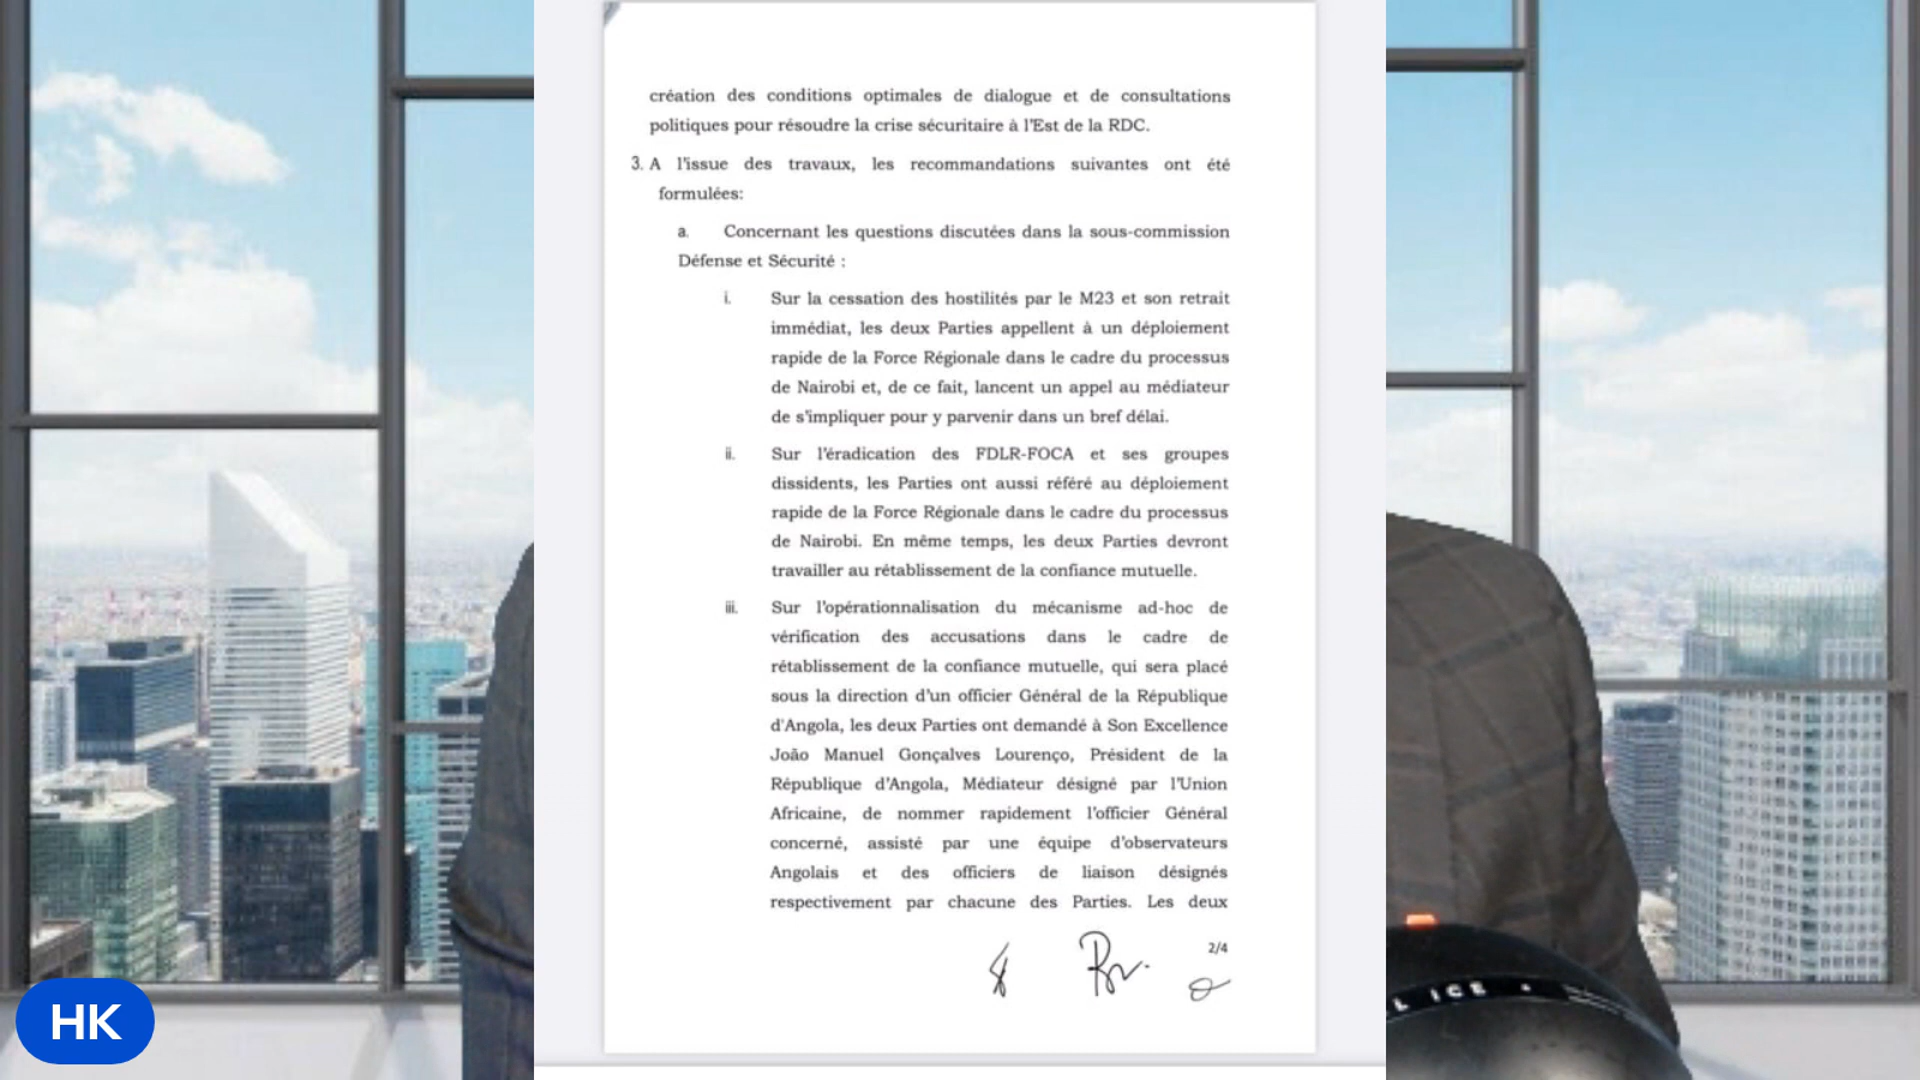 création des conditions optimales de dialogue et de consultations
politiques pour résoudre la crise sécuritaire à l'Est de la RDC.
3. A l'issue des travaux, les recommandations suivantes ont été
formulées:
a. Concernant les questions discutées dans la sous-commission
Défense et Sécurité :
i. Sur la cessation des hostilités par le M23 et son retrait
immédiat, les deux Parties appellent à un déploiement
rapide de la Force Régionale dans le cadre du processus
de Nairobi et, de ce fait, lancent un appel au médiateur
de s'impliquer pour y parvenir dans un bref délai.
ii. Sur l'éradication des FDLR-FOCA et ses groupes
dissidents, les Parties ont aussi référé au déploiement
rapide de la Force Régionale dans le cadre du processus
de Nairobi. En même temps, les deux Parties devront
travailler au rétablissement de la confiance mutuelle.
iii. Sur l'opérationnalisation du mécanisme ad-hoc de
vérification des accusations dans le cadre de
rétablissement de la confiance mutuelle, qui sera placé
sous la direction d'un officier Général de la République
d'Angola, les deux Parties ont demandé à Son Excellence
João Manuel Gonçalves Lourenço, Président de la
République d'Angola, Médiateur désigné par l'Union
Africaine, de nommer rapidement l'officier Général
concerné, assisté par une équipe d'observateurs
Angolais et des officiers de liaison désignés
respectivement par chacune des Parties. Les deux
2/4
HK
ICE